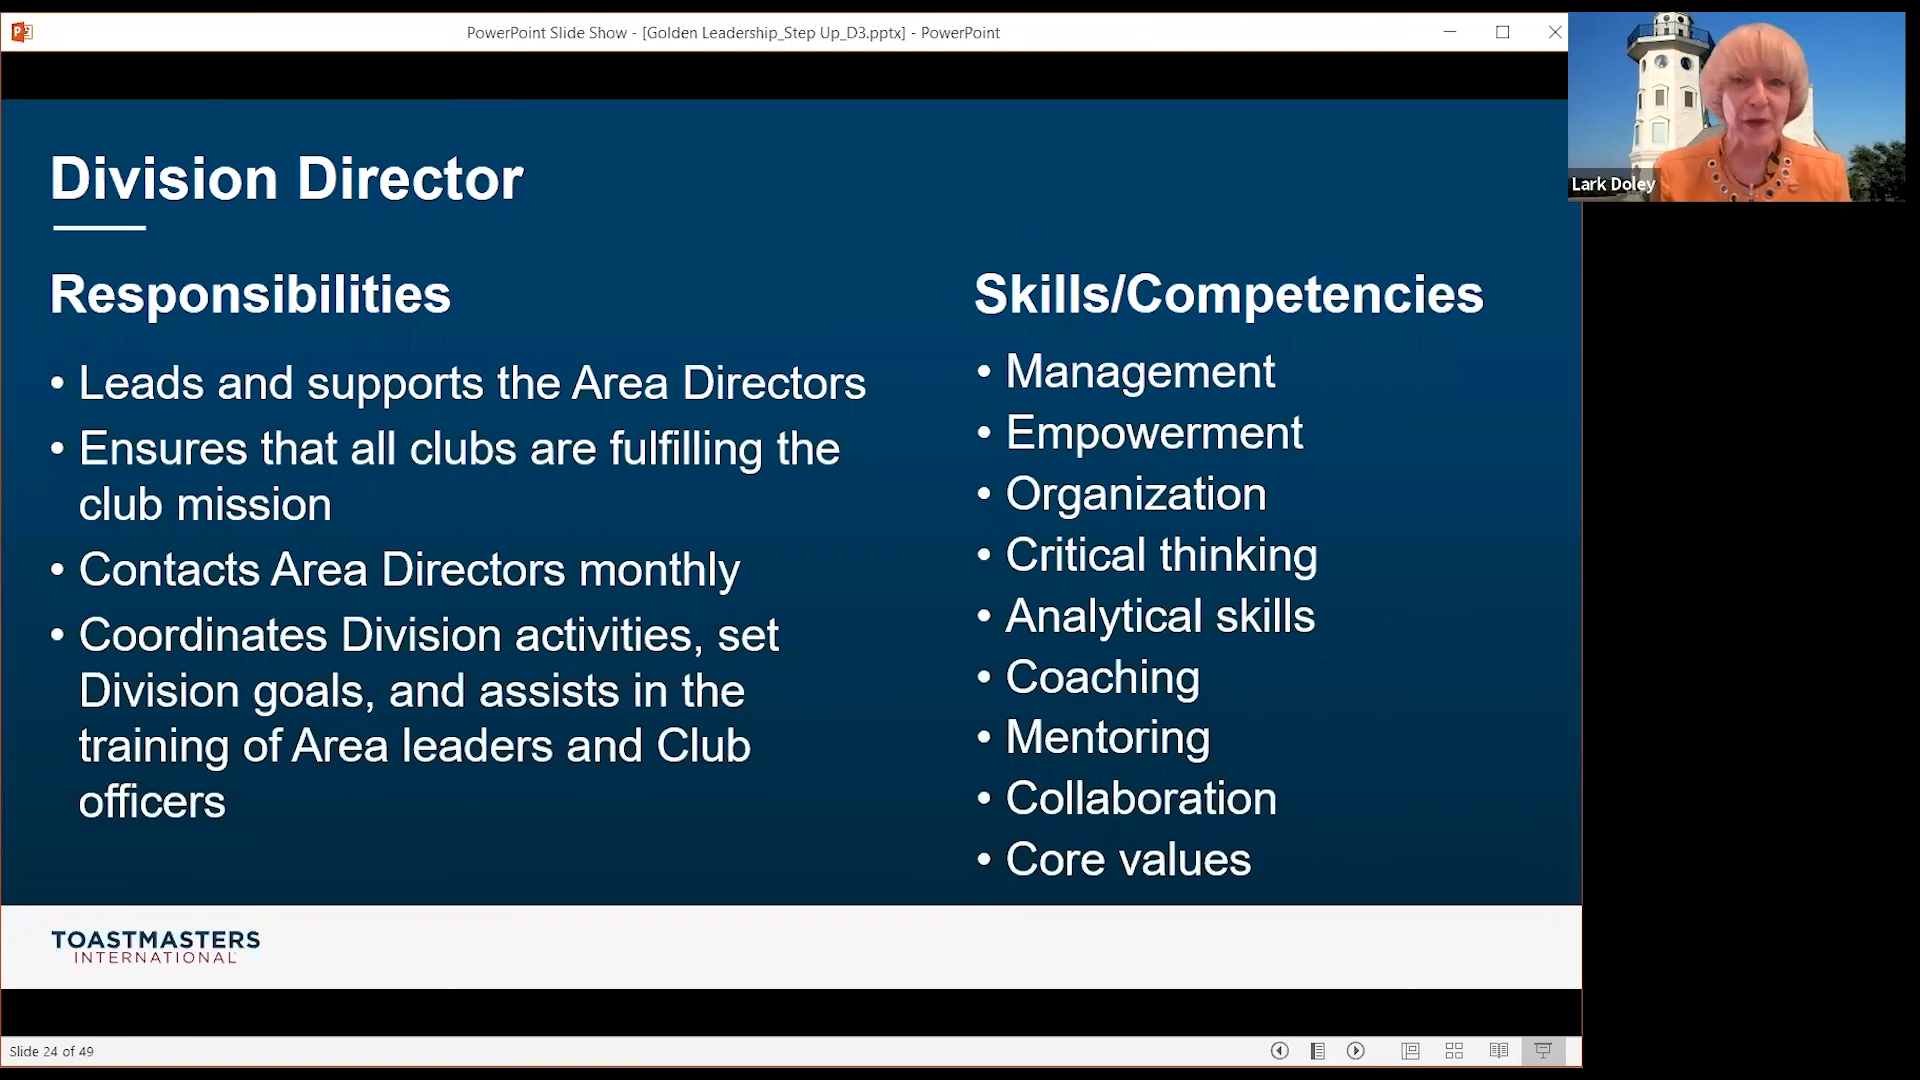 PowerPoint Slide Show - [Golden Leadership_Step Up_D3.pptx] - PowerPoint
Lark Doley
Division Director
Responsibilities
• Leads and supports the Area Directors
• Ensures that all clubs are fulfilling the
club mission
• Contacts Area Directors monthly
• Coordinates Division activities, set
Division goals, and assists in the
training of Area leaders and Club
officers
Skills/Competencies
• Management
• Empowerment
• Organization
• Critical thinking
• Analytical skills
• Coaching
• Mentoring
• Collaboration
• Core values
TOASTMASTERS
INTERNATIONAL
Slide 24 of 49